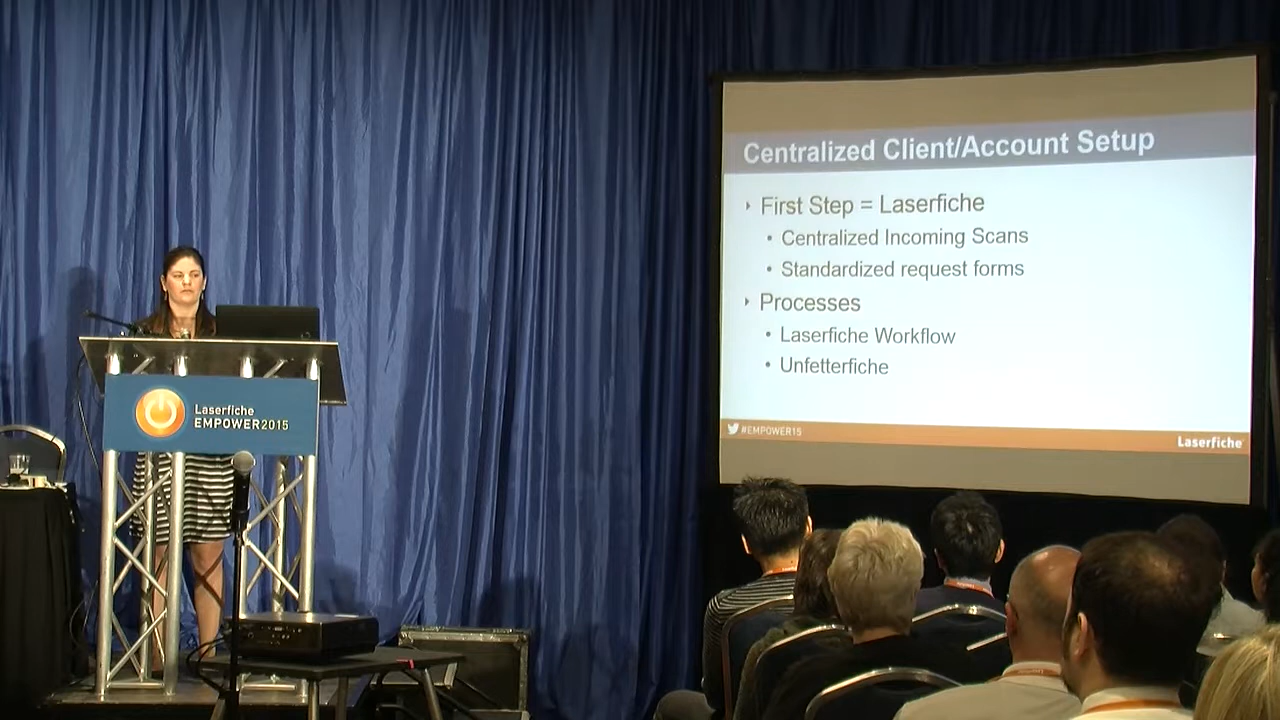 Laserfiche
EMPOWER2015
Centralized Client/Account Setup
First Step = Laserfiche
Centralized Incoming Scans
Standardized request forms
Processes
Laserfiche Workflow
Unfetterfiche
#EMPOWER15
Laserfiche